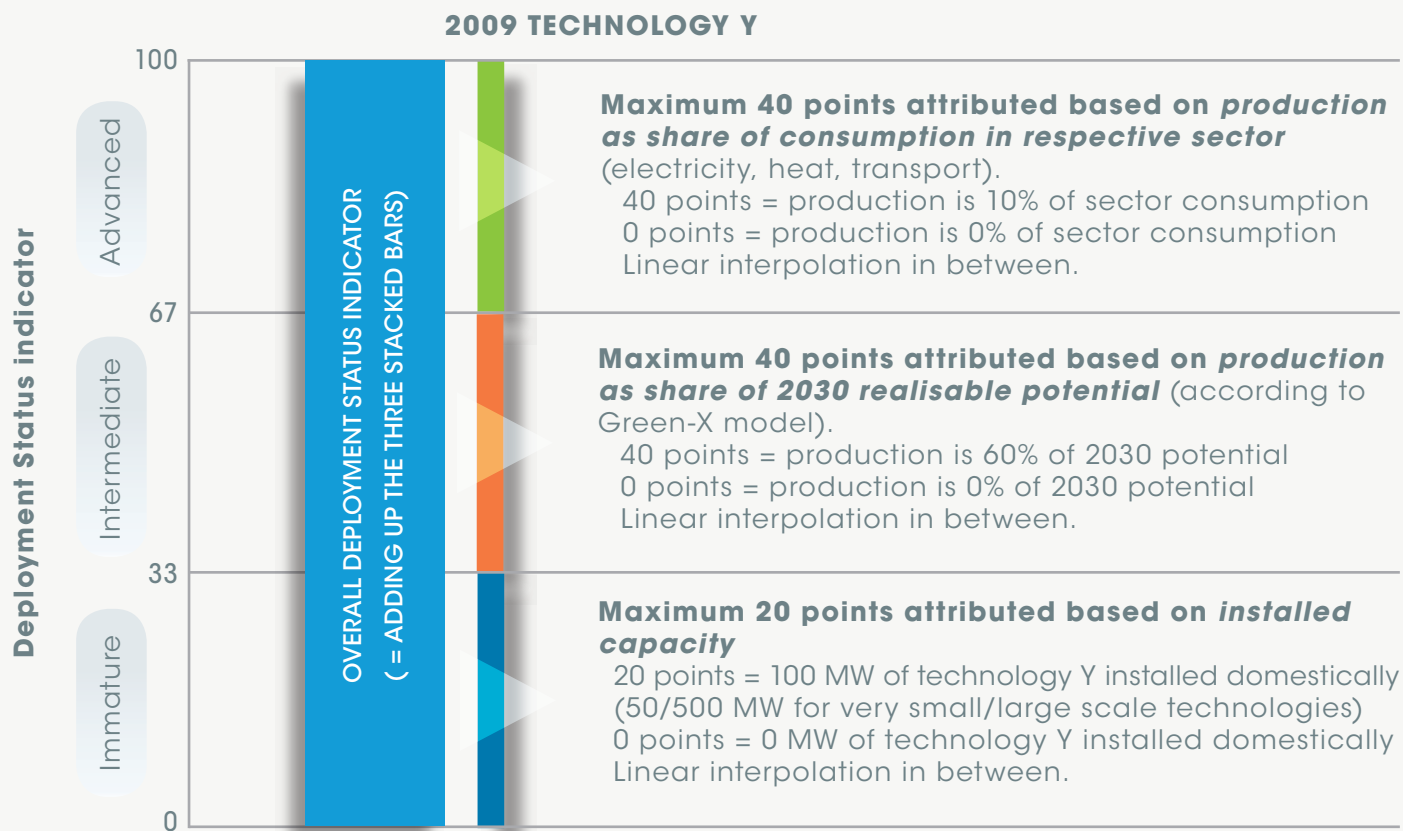 2009 TECHNOLOGY Y
Deployment Status indicator
100
Advanced
67
Intermediate
33
Immature
0
OVERALL DEPLOYMENT STATUS INDICATOR
( = ADDING UP THE THREE STACKED BARS)
Maximum 40 points attributed based on production
as share of consumption in respective sector
(electricity, heat, transport).
40 points = production is 10% of sector consumption
0 points = production is 0% of sector consumption
Linear interpolation in between.
Maximum 40 points attributed based on production
as share of 2030 realisable potential (according to
Green-X model).
40 points = production is 60% of 2030 potential
0 points = production is 0% of 2030 potential
Linear interpolation in between.
Maximum 20 points attributed based on installed
capacity
20 points = 100 MW of technology Y installed domestically
(50/500 MW for very small/large scale technologies)
0 points = 0 MW of technology Y installed domestically
Linear interpolation in between.